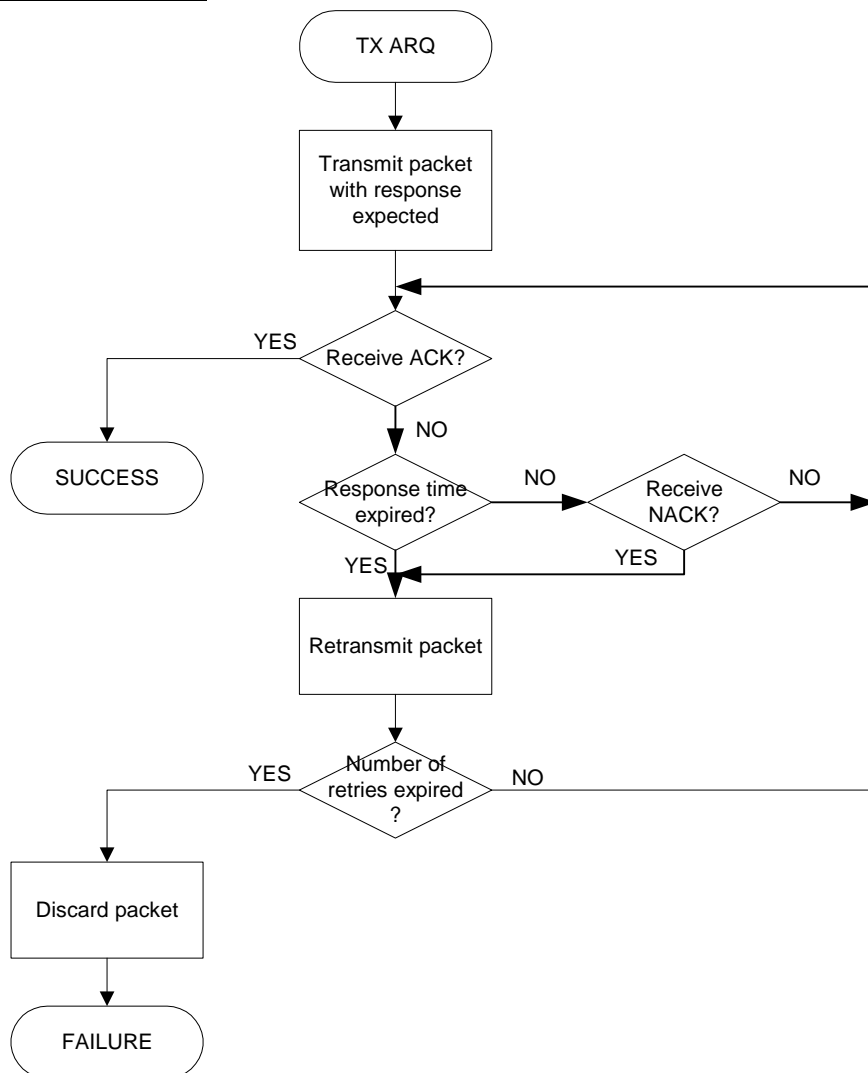 TX ARQ
Transmit packet
with response
expected
YES
Receive ACK?
NO
SUCCESS
Response time
expired?
NO
Receive
NACK?
NO
YES
YES
Retransmit packet
YES
Number of
retries expired
?
NO
Discard packet
FAILURE